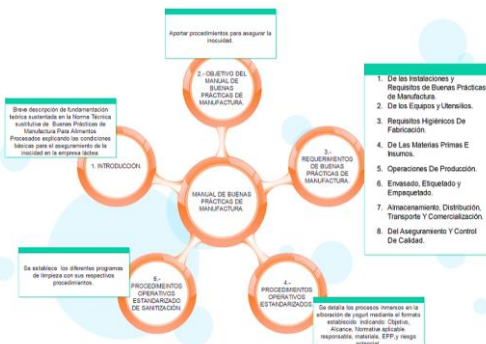 Aportar procedimientos para asegurar la
inocuidad.
2.- OBJETIVO DEL
MANUAL DE
BUENAS
PRÁCTICAS DE
MANUFACTURA.
Breve descripción de fundamentación
teórica sustentada en la Norma Técnica
sustitutiva de Buenas Prácticas de
Manufactura Para Alimentos
Procesados explicando las condiciones
básicas para el aseguramiento de la
inocuidad en la empresa láctea.
1. INTRODUCCIÓN.
3.-
REQUERIMIENTOS
DE BUENAS
PRÁCTICAS DE
MANUFACTURA.
1. De las Instalaciones y
Requisitos de Buenas Prácticas
de Manufactura.
2. De los Equipos y Utensilios.
3. Requisitos Higiénicos De
Fabricación.
4. De Las Materias Primas E
Insumos.
5. Operaciones De Producción.
6. Envasado, Etiquetado y
Empaquetado.
7. Almacenamiento, Distribución,
Transporte Y Comercialización.
8. Del Aseguramiento Y Control
De Calidad.
MANUAL DE BUENAS
PRÁCTICAS DE
MANUFACTURA
Se establece los diferentes programas
de limpieza con sus respectivos
procedimientos.
5.-
PROCEDIMIENTOS
OPERATIVOS
ESTANDARIZADO
DE SANITIZACIÓN.
4.-
PROCEDIMIENTOS
OPERATIVOS
ESTANDARIZADOS.
Se detalla los procesos inmersos en la
elboración de yogurt mediante el formato
establecido indicando: Objetivo,
Alcance, Normativa aplicable
responsable, materials, EPP, y riesgo
potencial.